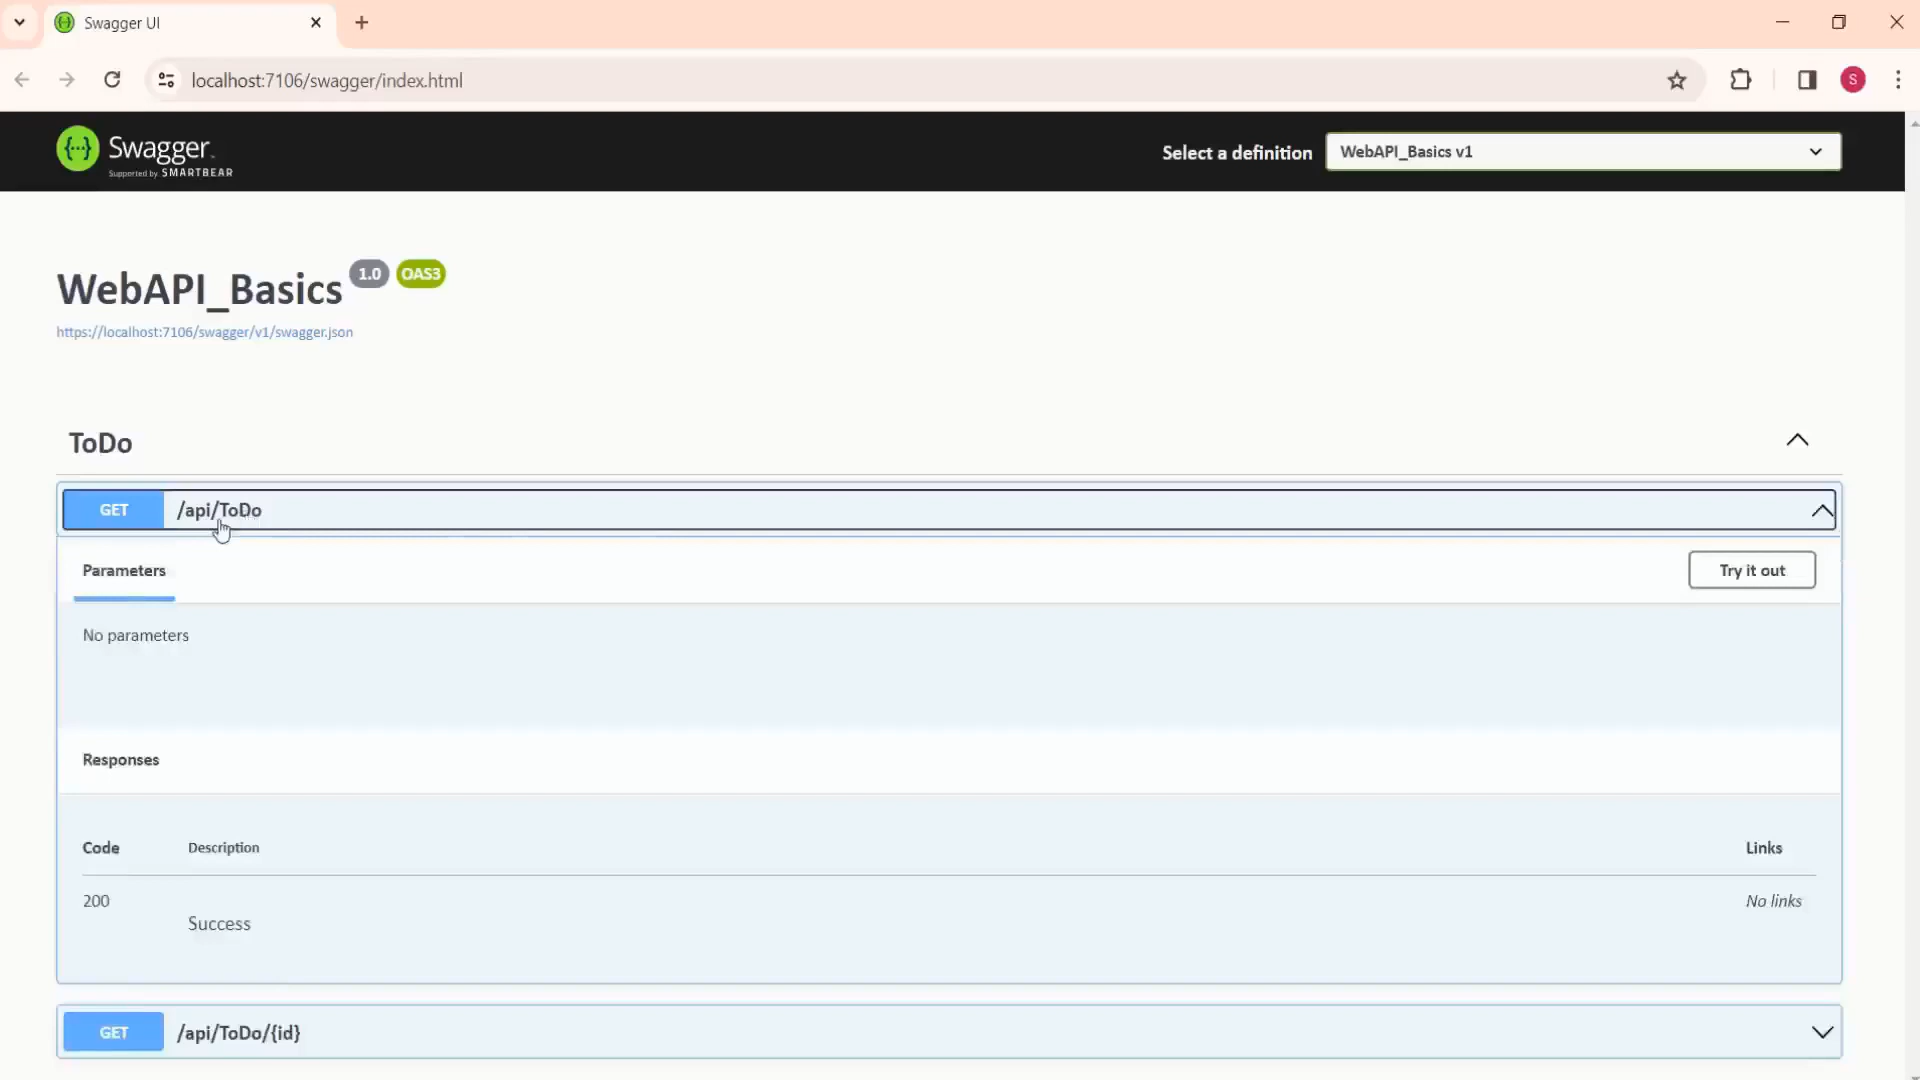 Swagger UI
localhost:7106/swagger/index.html
S
{···} Swagger™
Supported by SMARTBEAR
Select a definition
WebAPI_Basics v1
WebAPI_Basics 1.0 OAS3
https://localhost:7106/swagger/v1/swagger.json
ToDo
GET /api/ToDo
Parameters
Try it out
No parameters
Responses
Code Description Links
200 No links
Success
GET /api/ToDo/{id}